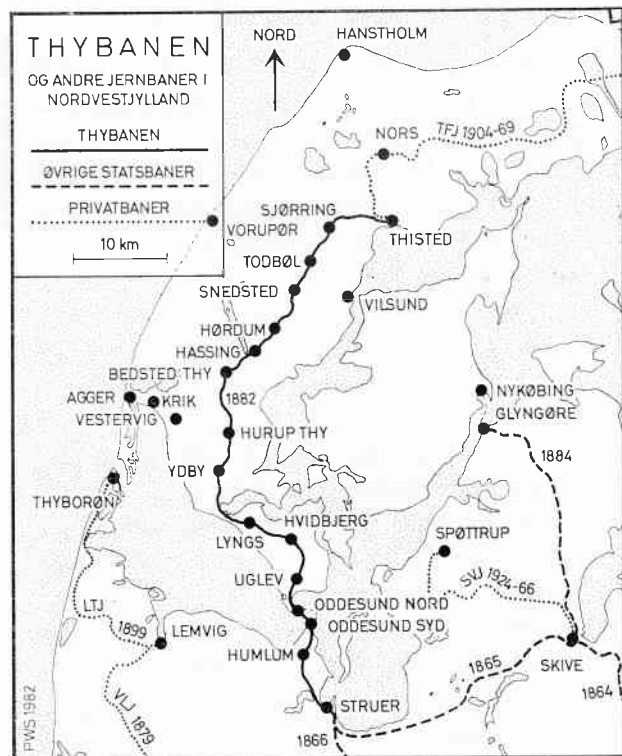 THYBANEN
OG ANDRE JERNBANER I
NORDVESTJYLLAND
THYBANEN
ØVRIGE STATSBANER
PRIVATBANER
10 km
NORD
HANSTHOLM
NORS
TFJ 1904-69
SJØRRING
VORUPØR
THISTED
TODBØL
SNEDSTED
VILSUND
HØRDUM
HASSING
BEDSTED THY
AGGER
KRIK
VESTERVIG
1882
NYKØBING
GLYNGØRE
HURUP THY
1884
YDBY
THYBORØN
HVIDBJERG
LYNGS
SPØTTRUP
UGLEV
SVJ 1924-66
ODDESUND NORD
LTJ
1899
LEMVIG
ODDESUND SYD
HUMLUM
SKIVE
1865
1864
VLJ 1879
STRUER
1866
PWS 1982